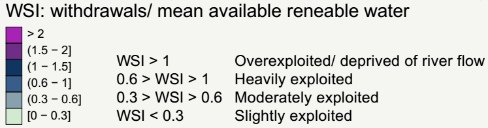 WSI: withdrawals/ mean available reneable water
> 2
(1.5 – 2]
(1 – 1.5]
(0.6 – 1]
(0.3 – 0.6]
[0 – 0.3]
WSI > 1 Overexploited/ deprived of river flow
0.6 > WSI > 1 Heavily exploited
0.3 > WSI > 0.6 Moderately exploited
WSI < 0.3 Slightly exploited